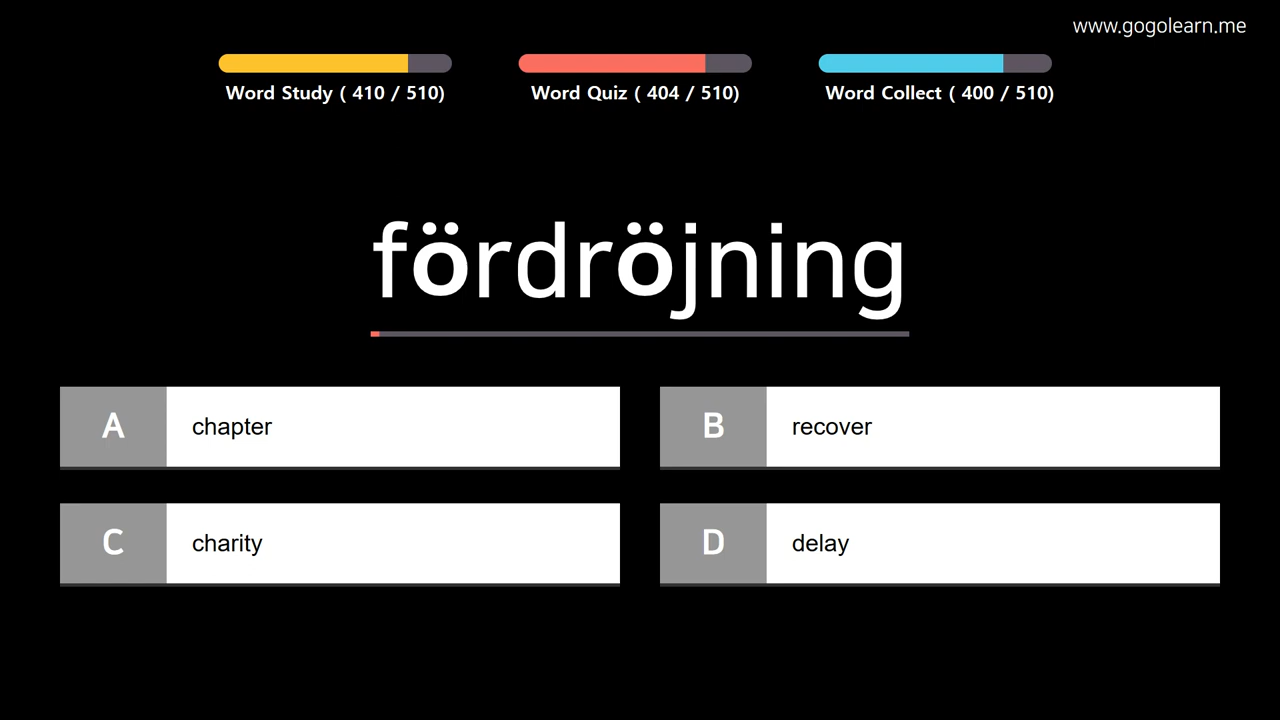 www.gogolearn.me
Word Study ( 410 / 510)
Word Quiz ( 404 / 510)
Word Collect ( 400 / 510)
fördröjning
A chapter
B recover
C charity
D delay